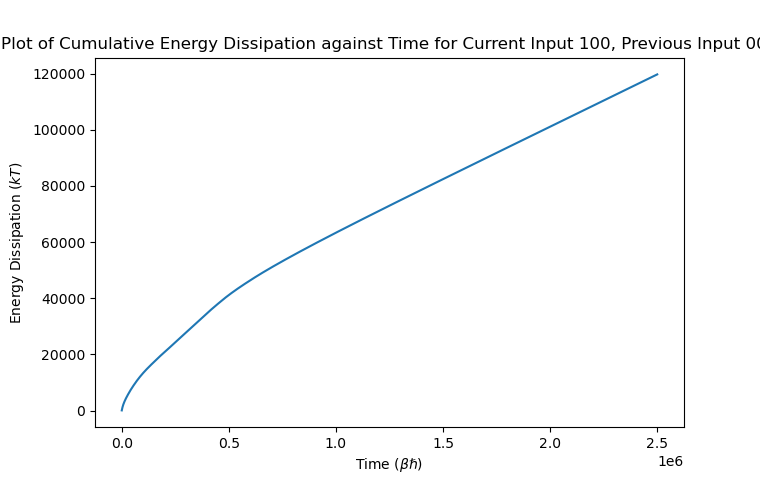 Plot of Cumulative Energy Dissipation against Time for Current Input 100, Previous Input 00
120000
100000
80000
60000
40000
20000
0
Energy Dissipation (kT)
0.0 0.5 1.0 1.5 2.0 2.5
1e6
Time (βℏ)